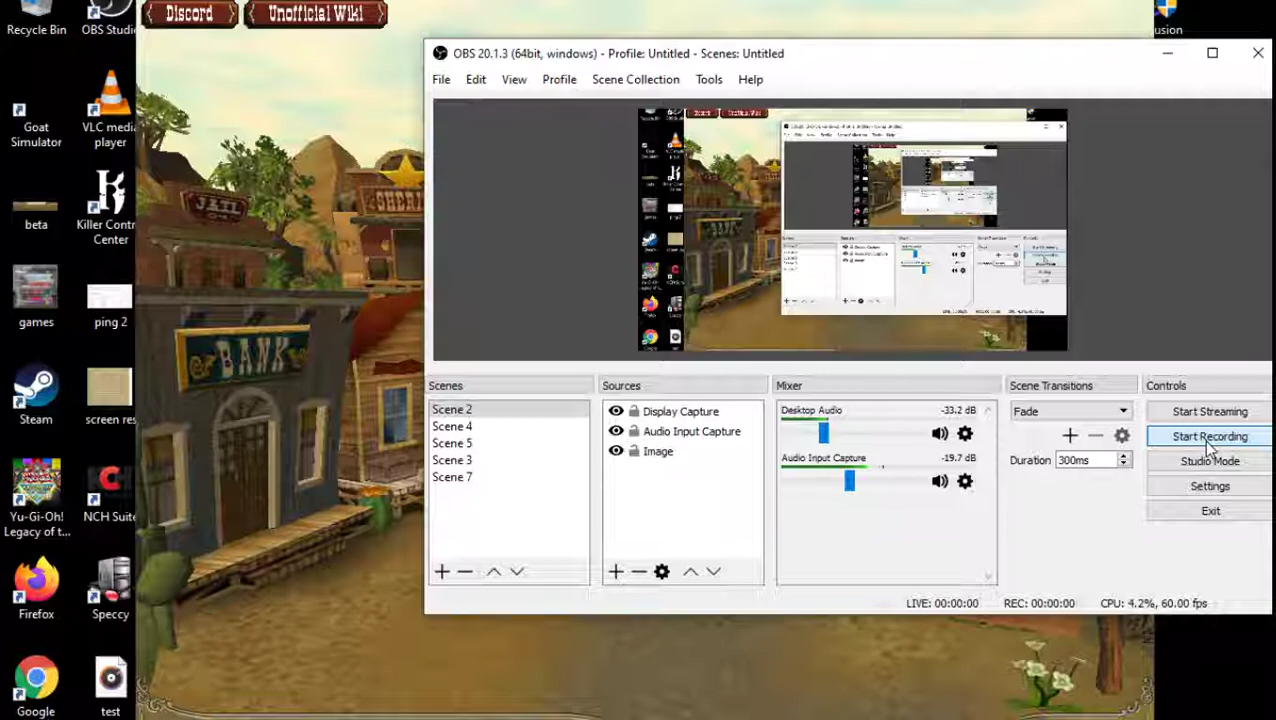 Discord
Unofficial Wiki
Recycle Bin
OBS Studi
usion
Goat
Simulator
VLC media
player
beta
Killer Contr
Center
games
ping 2
Steam
screen res
Yu-Gi-Oh!
Legacy of t...
NCH Suite
Firefox
Speccy
Google
test
JAIL
BANK
OBS 20.1.3 (64bit, windows) - Profile: Untitled - Scenes: Untitled
File Edit View Profile Scene Collection Tools Help
Scenes
Scene 2
Scene 4
Scene 5
Scene 3
Scene 7
Sources
Display Capture
Audio Input Capture
Image
Mixer
Desktop Audio -33.2 dB
Audio Input Capture -19.7 dB
Scene Transitions
Fade
Duration 300ms
Controls
Start Streaming
Start Recording
Studio Mode
Settings
Exit
LIVE: 00:00:00 REC: 00:00:00 CPU: 4.2%, 60.00 fps